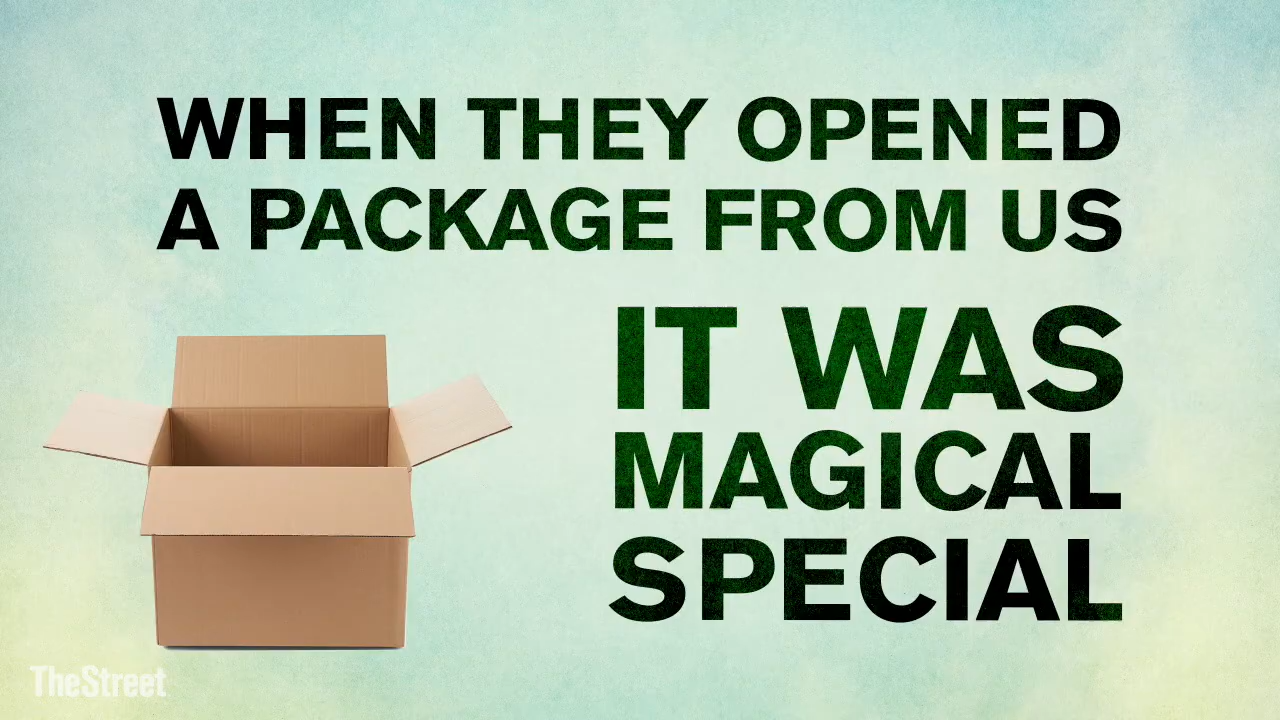 WHEN THEY OPENED
A PACKAGE FROM US
IT WAS
MAGICAL
SPECIAL
TheStreet